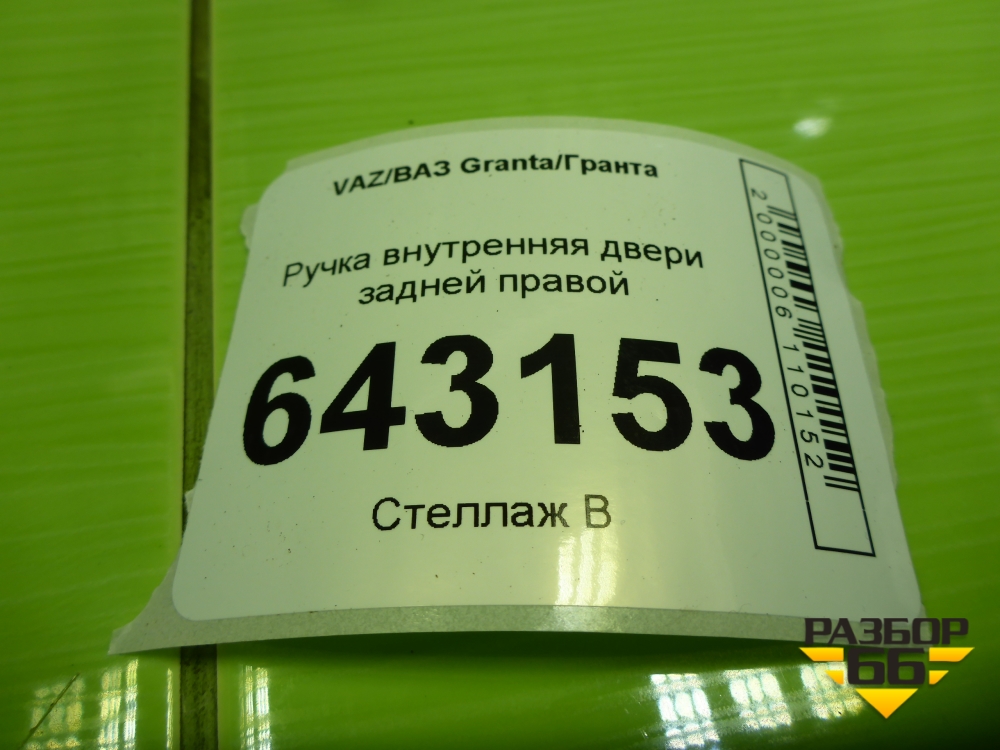 VAZ/ВАЗ Granta/Гранта
Ручка внутренняя двери
задней правой
643153
Стеллаж В
2000006110152
РАЗБОР
66